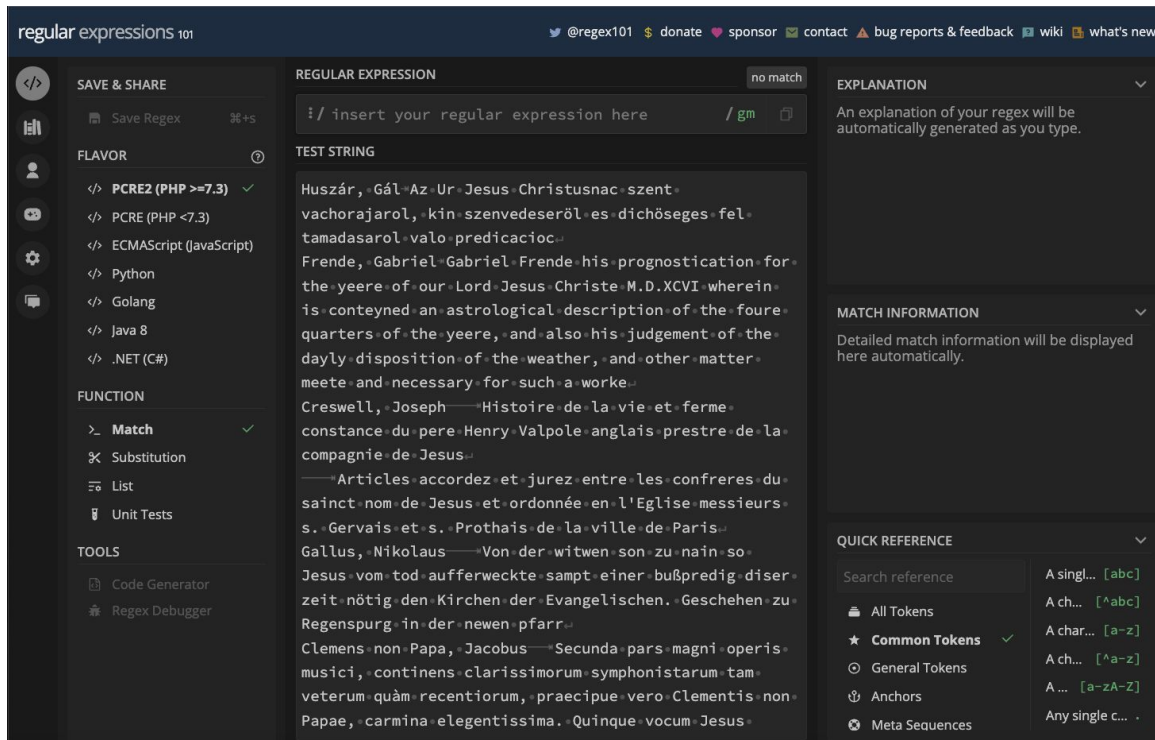 regular expressions 101
@regex101 $ donate sponsor contact bug reports & feedback wiki what's new
SAVE & SHARE
Save Regex ⌘+s
FLAVOR
PCRE2 (PHP >=7.3)
PCRE (PHP <7.3)
ECMAScript (JavaScript)
Python
Golang
Java 8
.NET (C#)
FUNCTION
Match
Substitution
List
Unit Tests
TOOLS
Code Generator
Regex Debugger
REGULAR EXPRESSION no match
/ insert your regular expression here / gm
TEST STRING
Huszár, Gál Az Ur Jesus Christusnac szent
vachorajarol, kin szenvedeseröl es dichöseges fel
tamadasarol valo predicacioc
Frende, Gabriel Gabriel Frende his prognostication for
the yeere of our Lord Jesus Christe M.D.XCVI wherein
is conteyned an astrological description of the foure
quarters of the yeere, and also his judgement of the
dayly disposition of the weather, and other matter
meete and necessary for such a worke
Creswell, Joseph Histoire de la vie et ferme
constance du pere Henry Valpole anglais prestre de la
compagnie de Jesus
Articles accordez et jurez entre les confreres du
sainct nom de Jesus et ordonnée en l'Eglise messieurs
s. Gervais et s. Prothais de la ville de Paris
Gallus, Nikolaus Von der witwen son zu nain so
Jesus vom tod aufferweckte sampt einer bußpredig diser
zeit nötig den Kirchen der Evangelischen. Geschehen zu
Regenspurg in der newen pfarr
Clemens non Papa, Jacobus Secunda pars magni operis
musici, continens clarissimorum symphonistarum tam
veterum quàm recentiorum, praecipue vero Clementis non
Papae, carmina elegentissima. Quinque vocum Jesus
EXPLANATION
An explanation of your regex will be
automatically generated as you type.
MATCH INFORMATION
Detailed match information will be displayed
here automatically.
QUICK REFERENCE
Search reference
All Tokens
Common Tokens
General Tokens
Anchors
Meta Sequences
A singl... [abc]
A ch... [^abc]
A char... [a-z]
A ch... [^a-z]
A ... [a-zA-Z]
Any single c... .